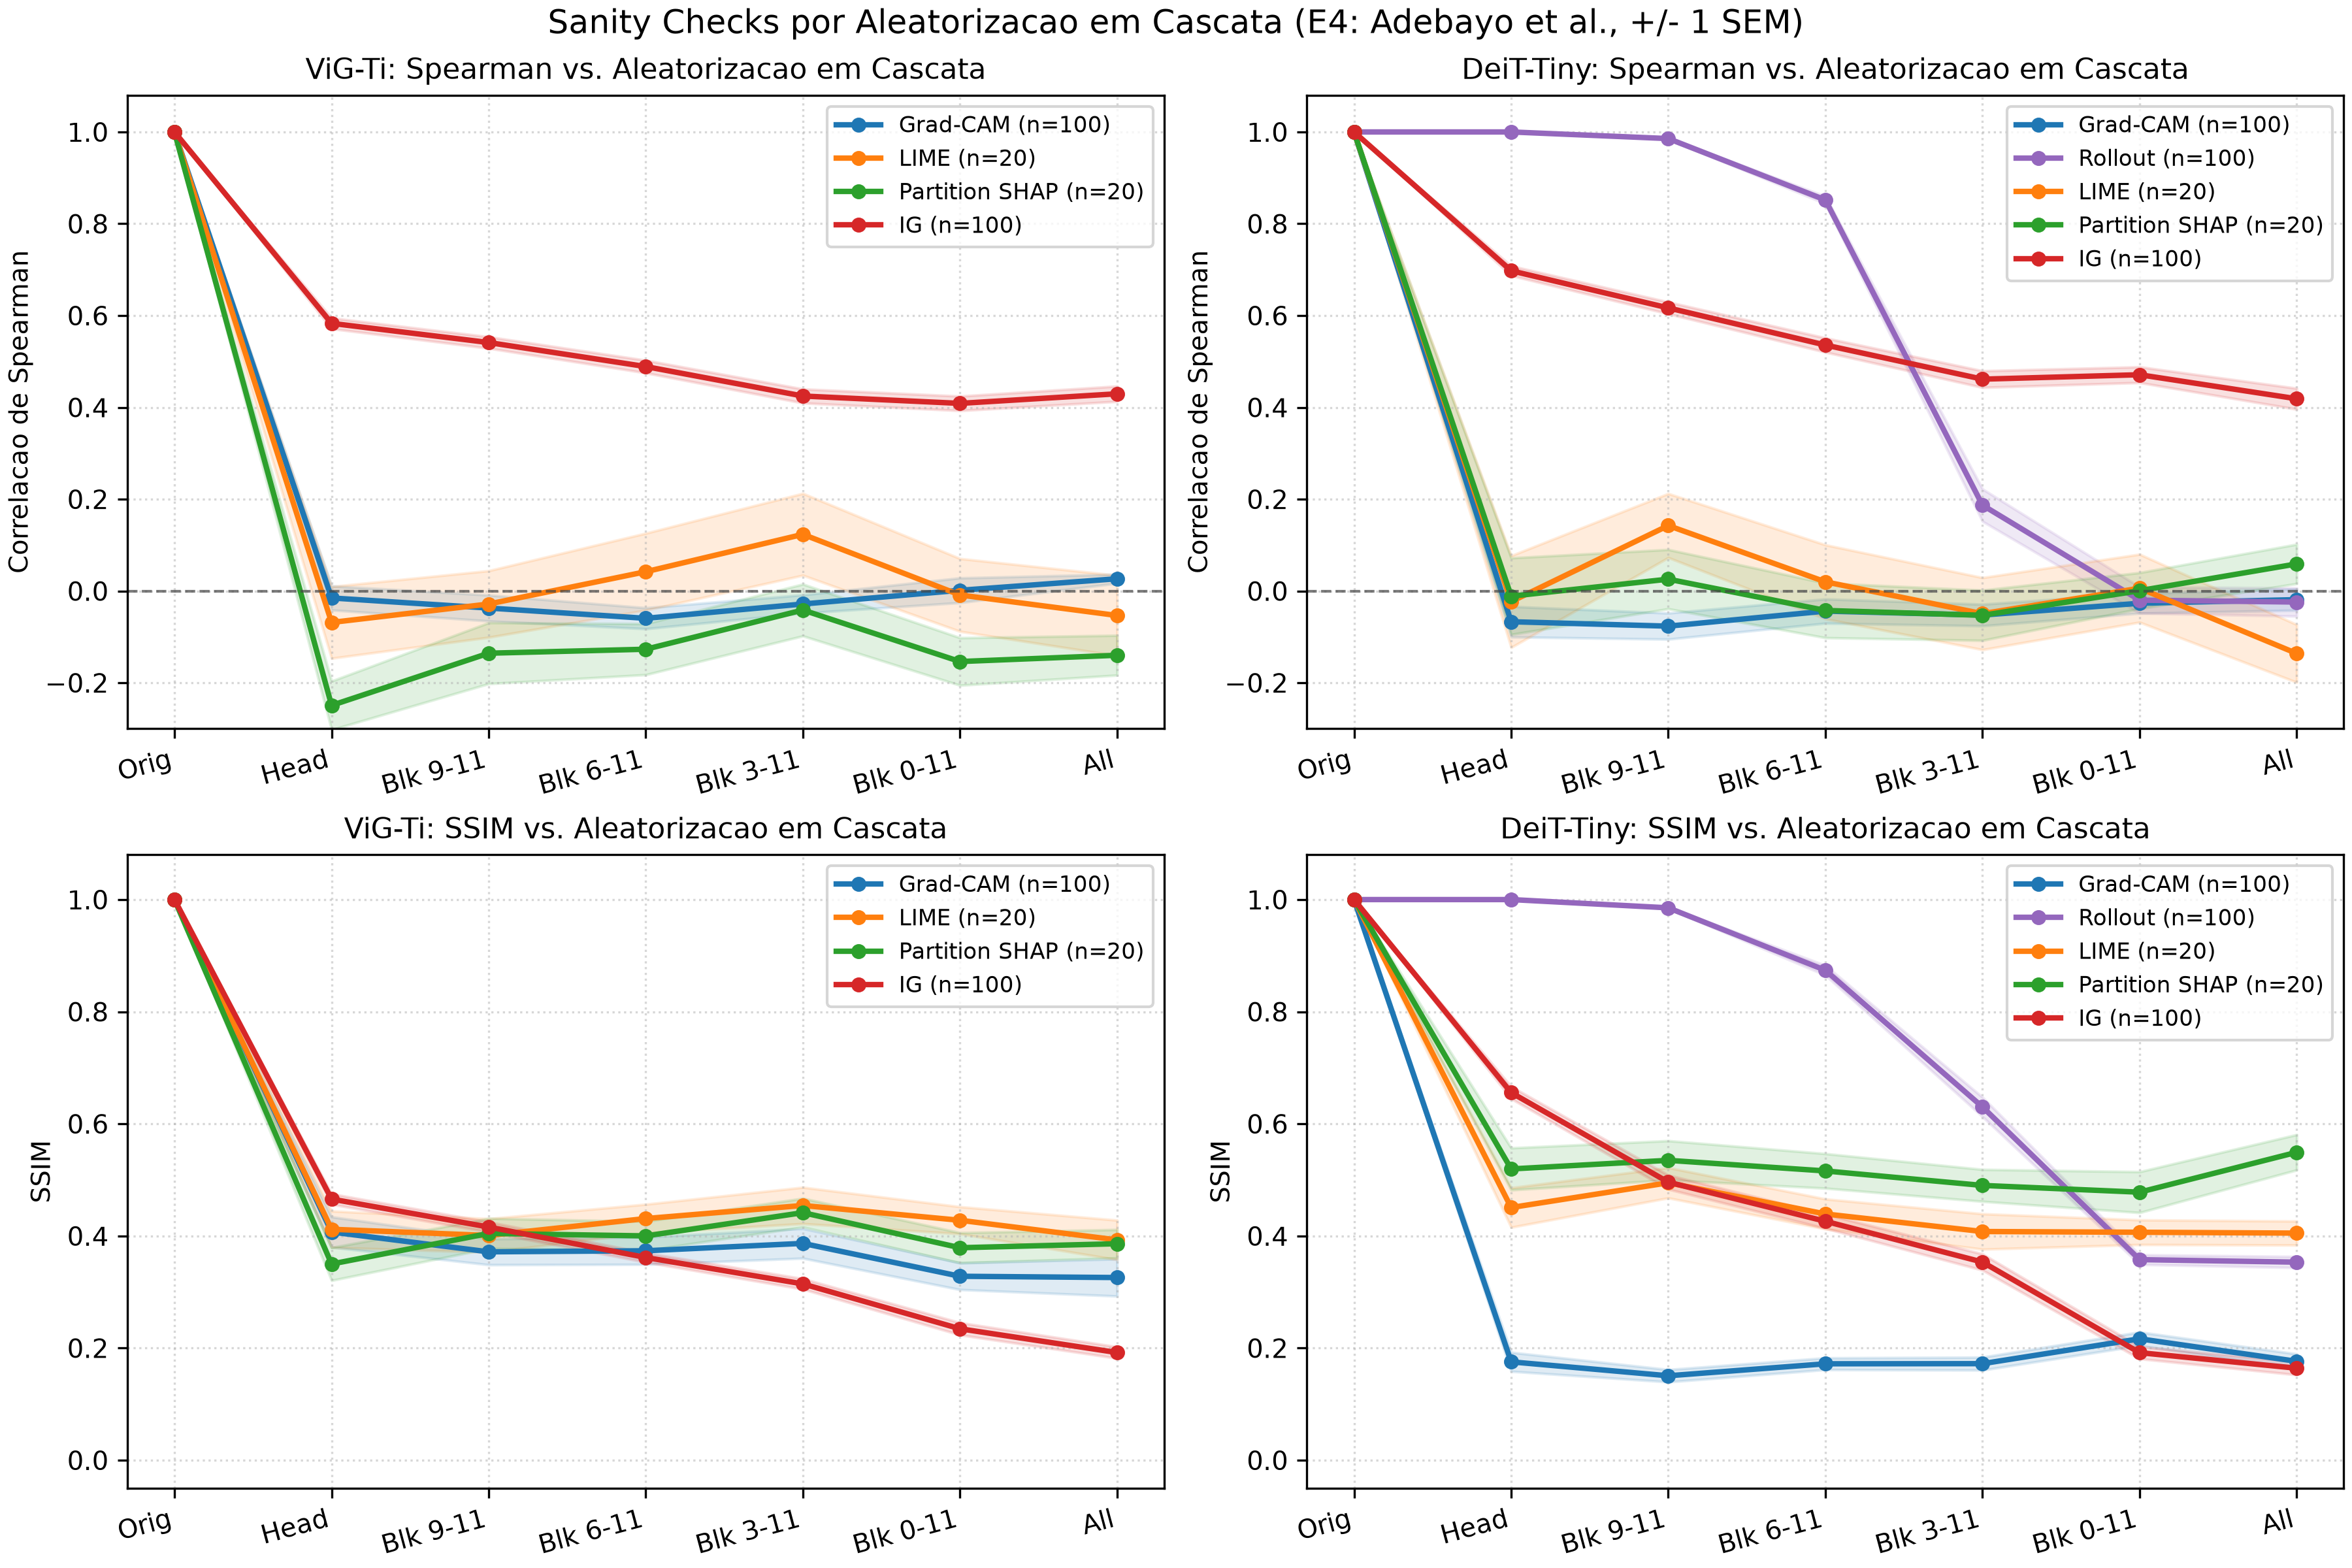 Sanity Checks por Aleatorizacao em Cascata (E4: Adebayo et al., +/- 1 SEM)
ViG-Ti: Spearman vs. Aleatorizacao em Cascata
Correlacao de Spearman
1.0
0.8
0.6
0.4
0.2
0.0
−0.2
Grad-CAM (n=100)
LIME (n=20)
Partition SHAP (n=20)
IG (n=100)
Orig
Head
Blk 9-11
Blk 6-11
Blk 3-11
Blk 0-11
All
DeiT-Tiny: Spearman vs. Aleatorizacao em Cascata
Correlacao de Spearman
1.0
0.8
0.6
0.4
0.2
0.0
−0.2
Grad-CAM (n=100)
Rollout (n=100)
LIME (n=20)
Partition SHAP (n=20)
IG (n=100)
Orig
Head
Blk 9-11
Blk 6-11
Blk 3-11
Blk 0-11
All
ViG-Ti: SSIM vs. Aleatorizacao em Cascata
SSIM
1.0
0.8
0.6
0.4
0.2
0.0
Grad-CAM (n=100)
LIME (n=20)
Partition SHAP (n=20)
IG (n=100)
Orig
Head
Blk 9-11
Blk 6-11
Blk 3-11
Blk 0-11
All
DeiT-Tiny: SSIM vs. Aleatorizacao em Cascata
SSIM
1.0
0.8
0.6
0.4
0.2
0.0
Grad-CAM (n=100)
Rollout (n=100)
LIME (n=20)
Partition SHAP (n=20)
IG (n=100)
Orig
Head
Blk 9-11
Blk 6-11
Blk 3-11
Blk 0-11
All